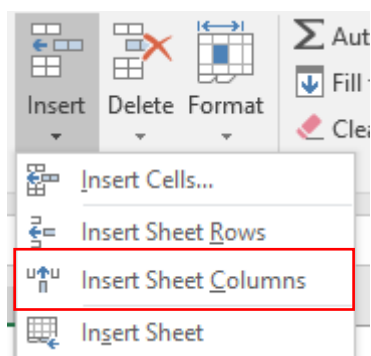 Σ Aut
Fill
Insert Delete Format
Clea
Insert Cells...
Insert Sheet Rows
Insert Sheet Columns
Insert Sheet